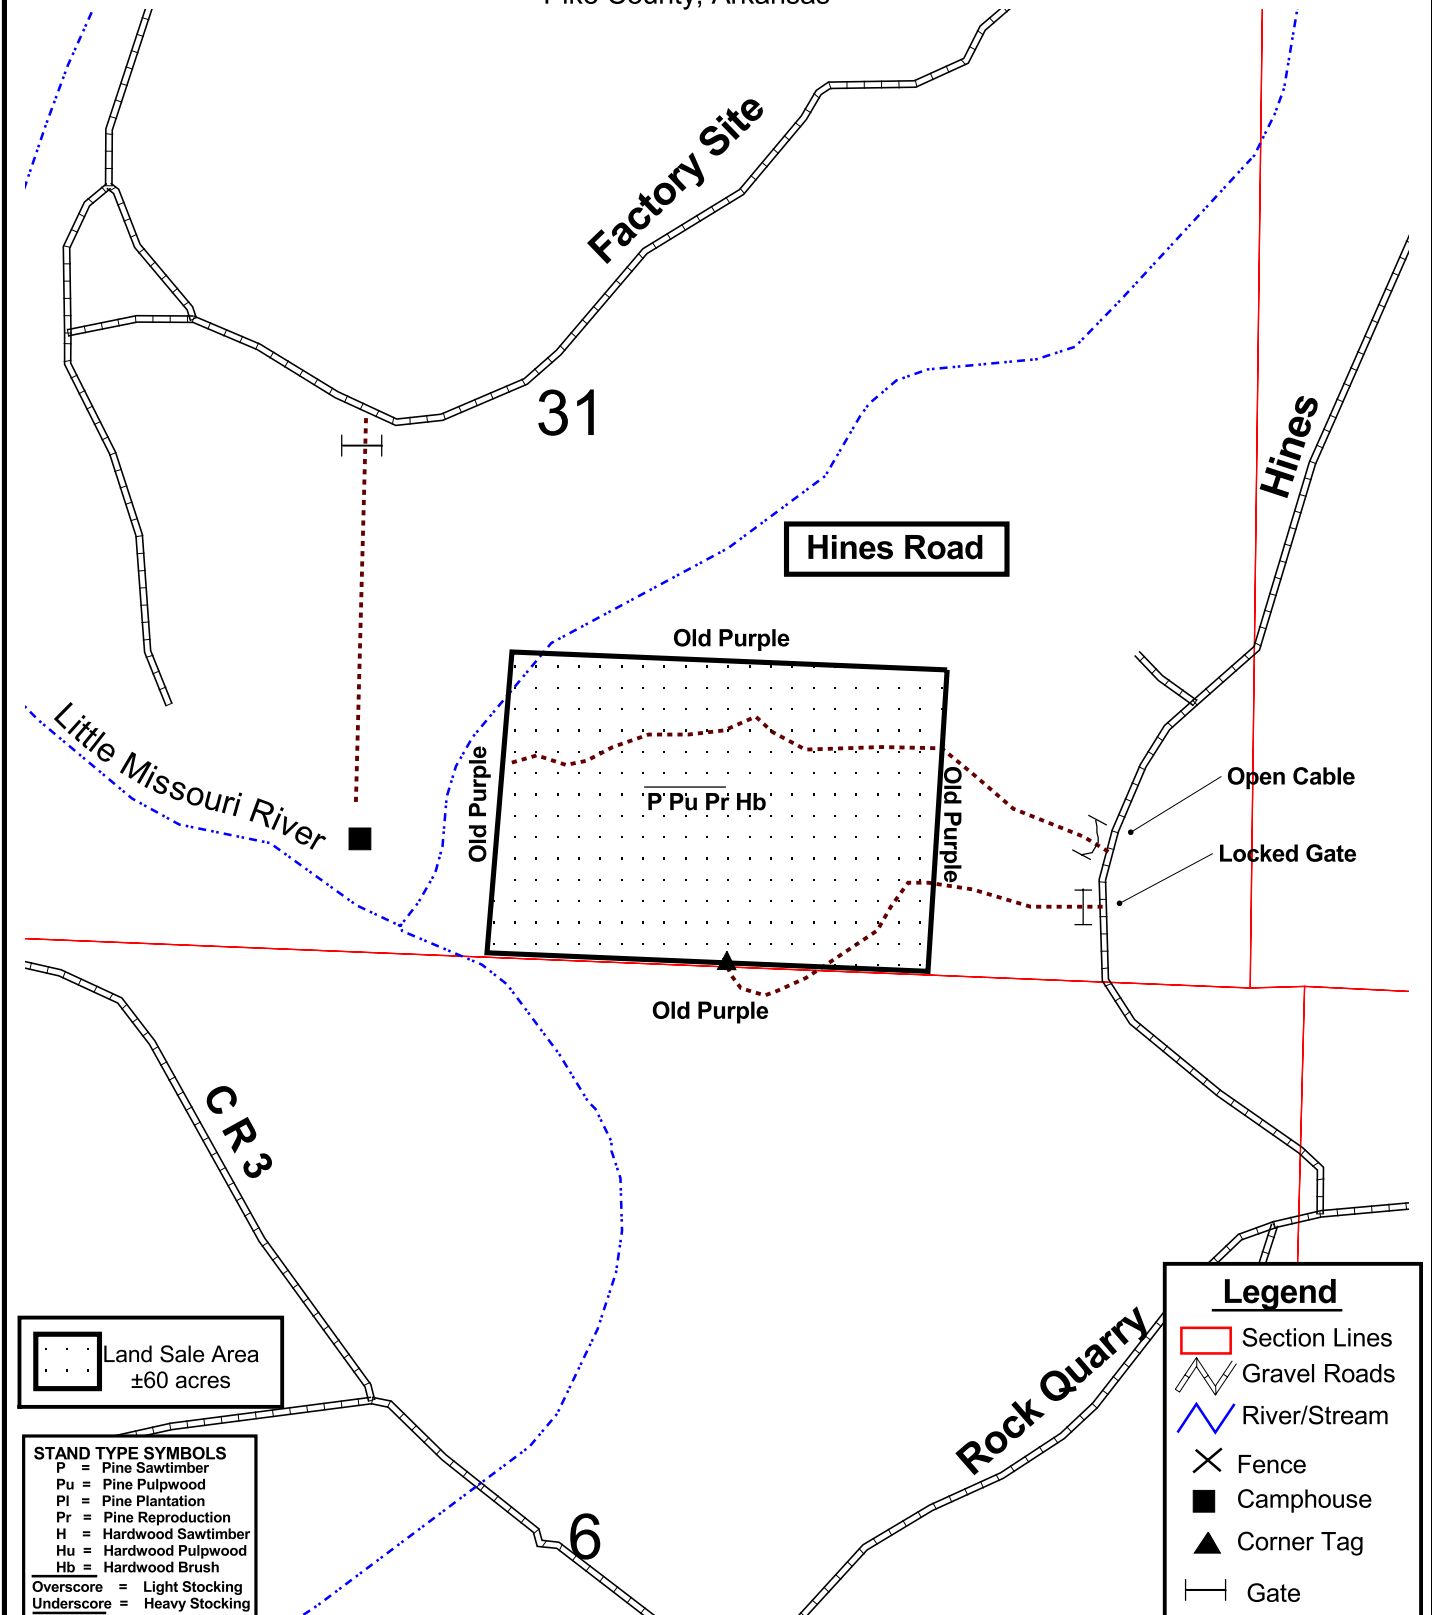 Pike County, Arkansas
Factory Site
31
Hines
Hines Road
Old Purple
Little Missouri River
Old Purple
P Pu Pr Hb
Old Purple
Open Cable
Locked Gate
Old Purple
C R 3
Land Sale Area
±60 acres
Rock Quarry
6
STAND TYPE SYMBOLS
P = Pine Sawtimber
Pu = Pine Pulpwood
Pl = Pine Plantation
Pr = Pine Reproduction
H = Hardwood Sawtimber
Hu = Hardwood Pulpwood
Hb = Hardwood Brush
Overscore = Light Stocking
Underscore = Heavy Stocking
Legend
Section Lines
Gravel Roads
River/Stream
Fence
Camphouse
Corner Tag
Gate